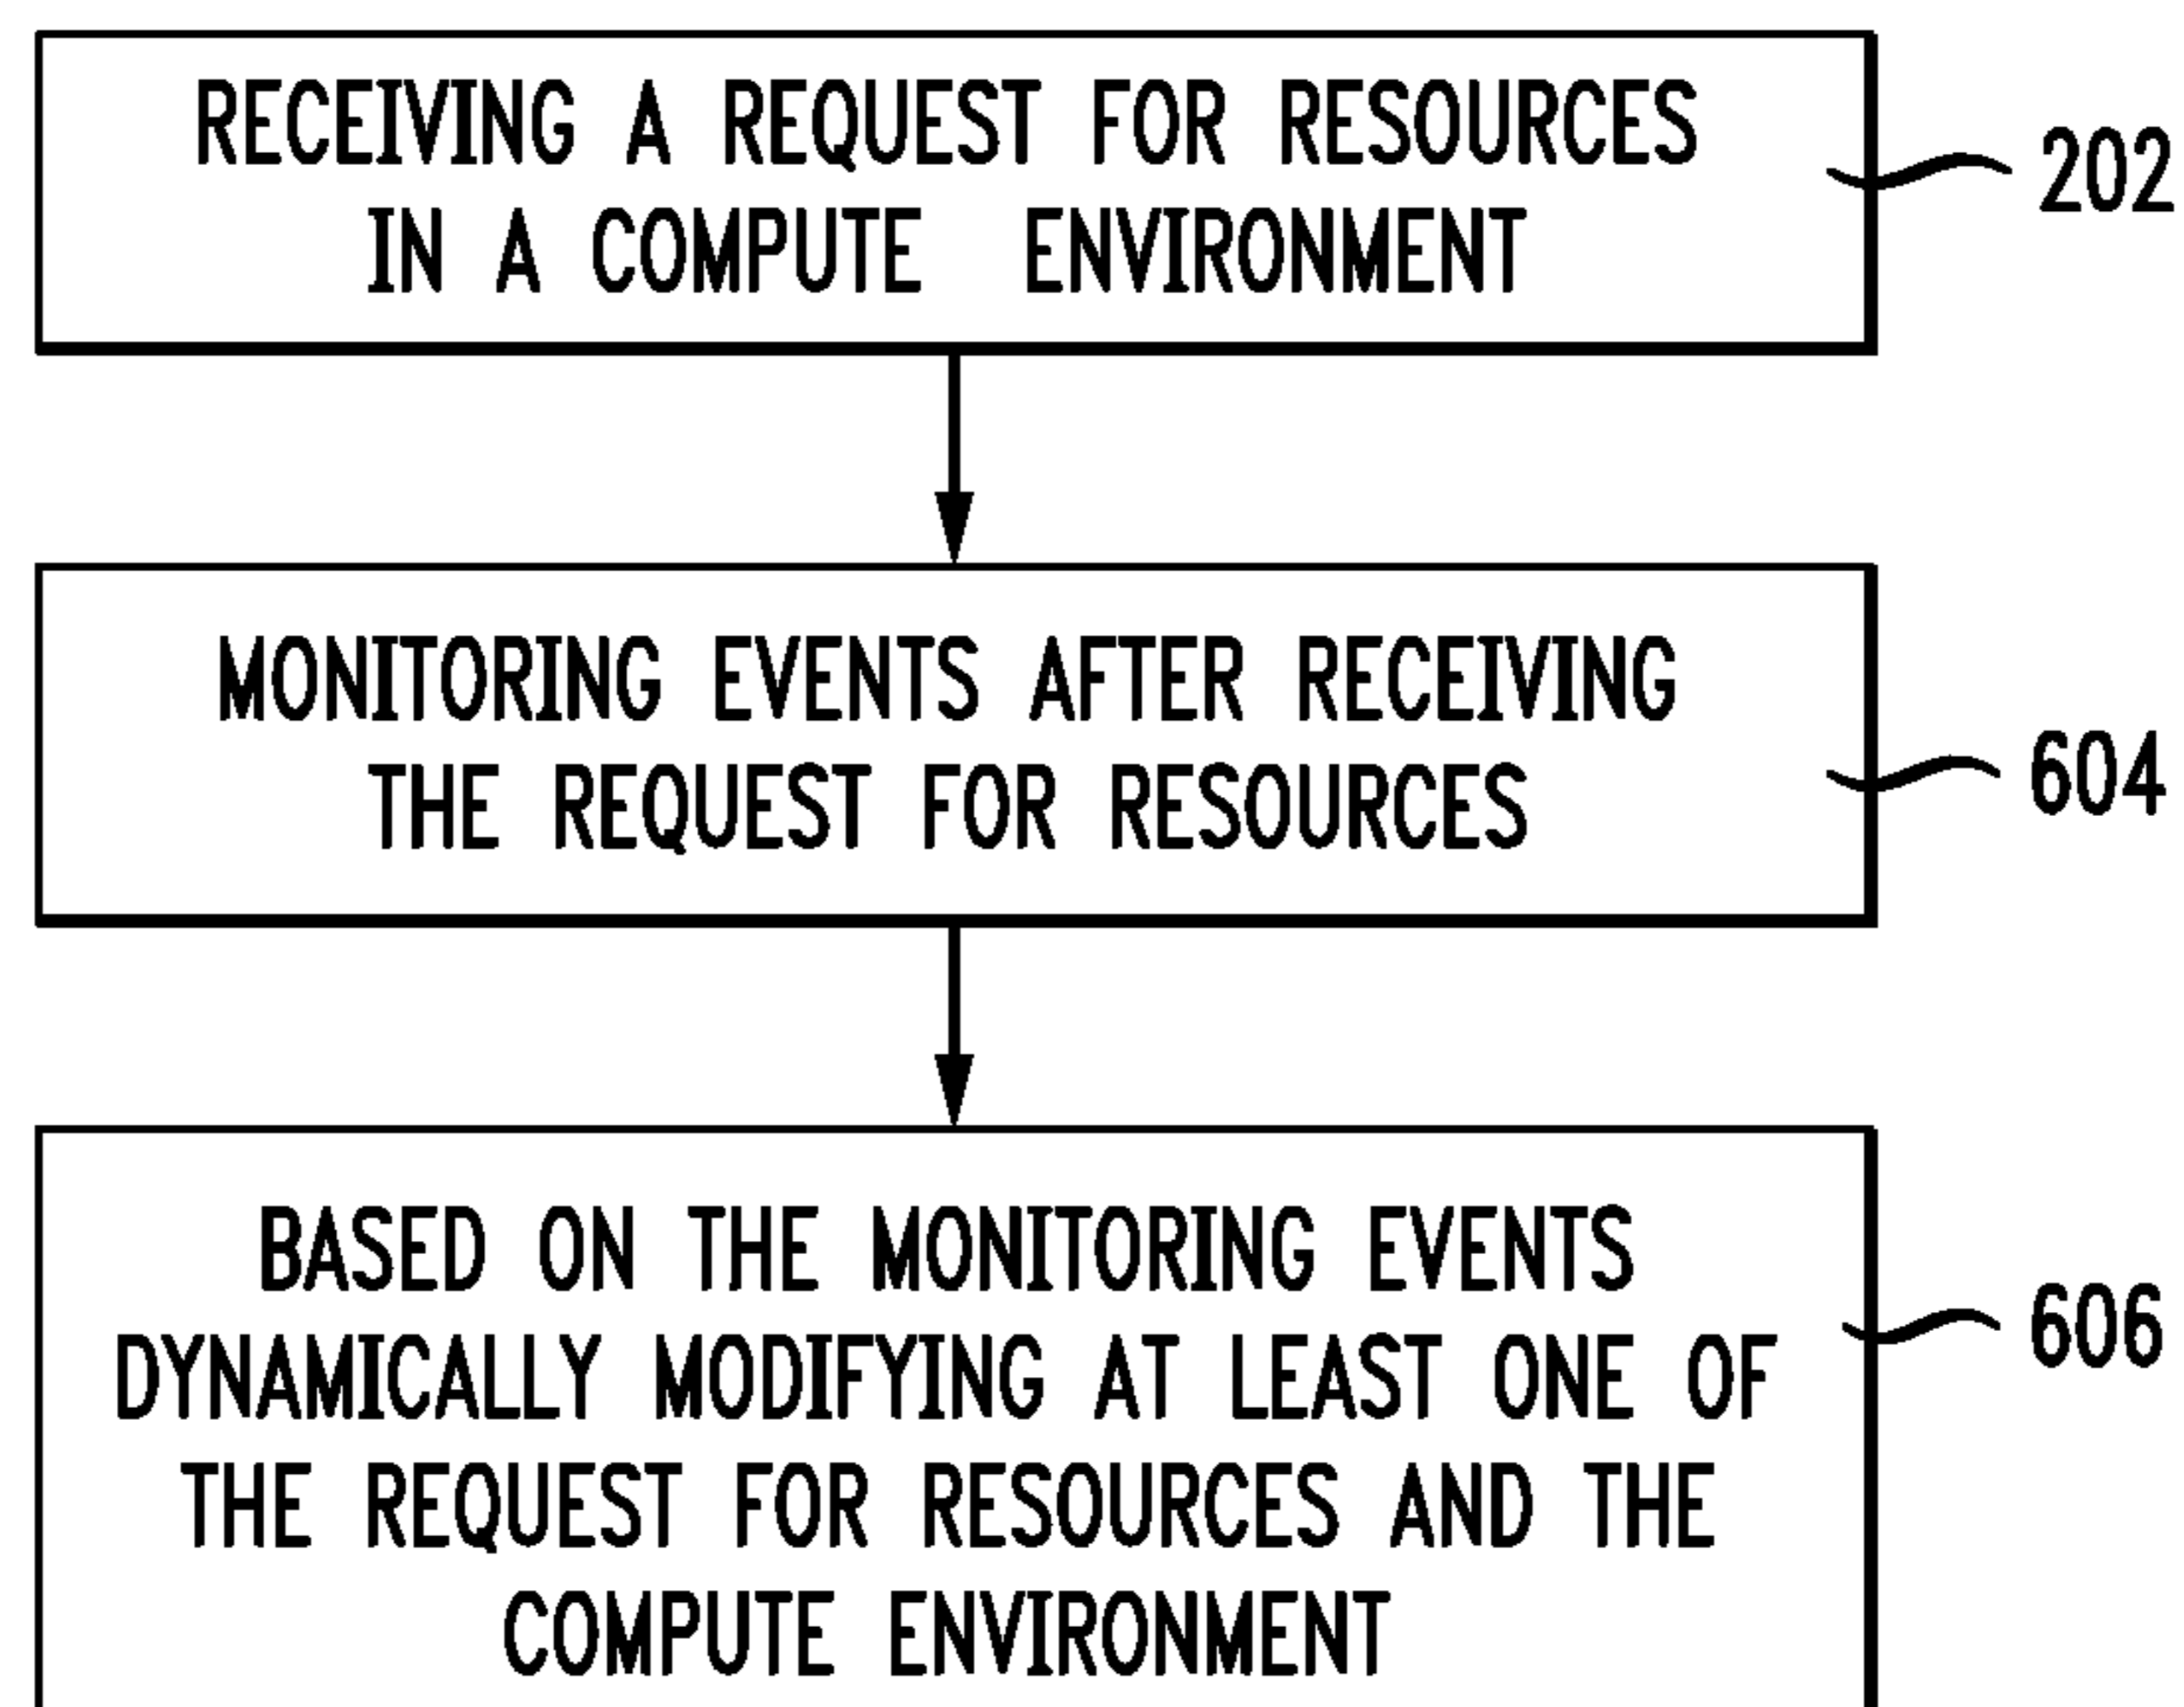 RECEIVING A REQUEST FOR RESOURCES
IN A COMPUTE ENVIRONMENT
202
MONITORING EVENTS AFTER RECEIVING
THE REQUEST FOR RESOURCES
604
BASED ON THE MONITORING EVENTS
DYNAMICALLY MODIFYING AT LEAST ONE OF
THE REQUEST FOR RESOURCES AND THE
COMPUTE ENVIRONMENT
606